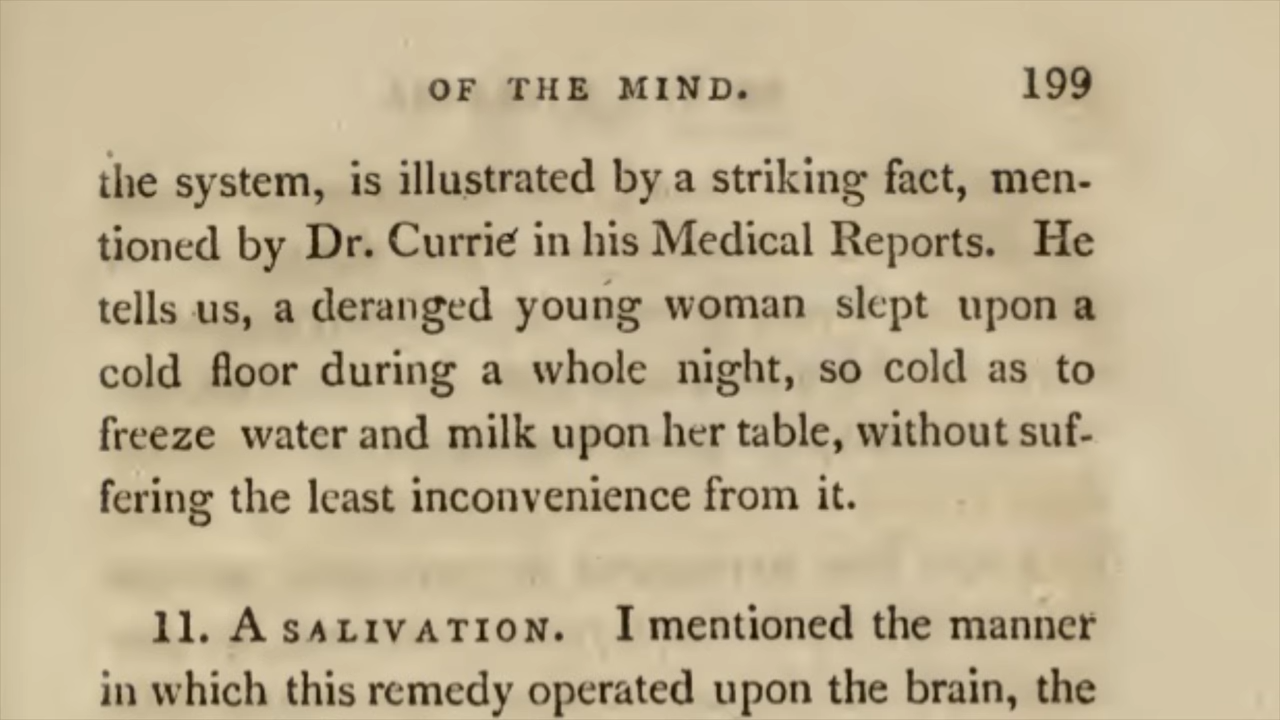 OF THE MIND. 199
the system, is illustrated by a striking fact, men-
tioned by Dr. Currie in his Medical Reports. He
tells us, a deranged young woman slept upon a
cold floor during a whole night, so cold as to
freeze water and milk upon her table, without suf-
fering the least inconvenience from it.
11. A SALIVATION. I mentioned the manner
in which this remedy operated upon the brain, the